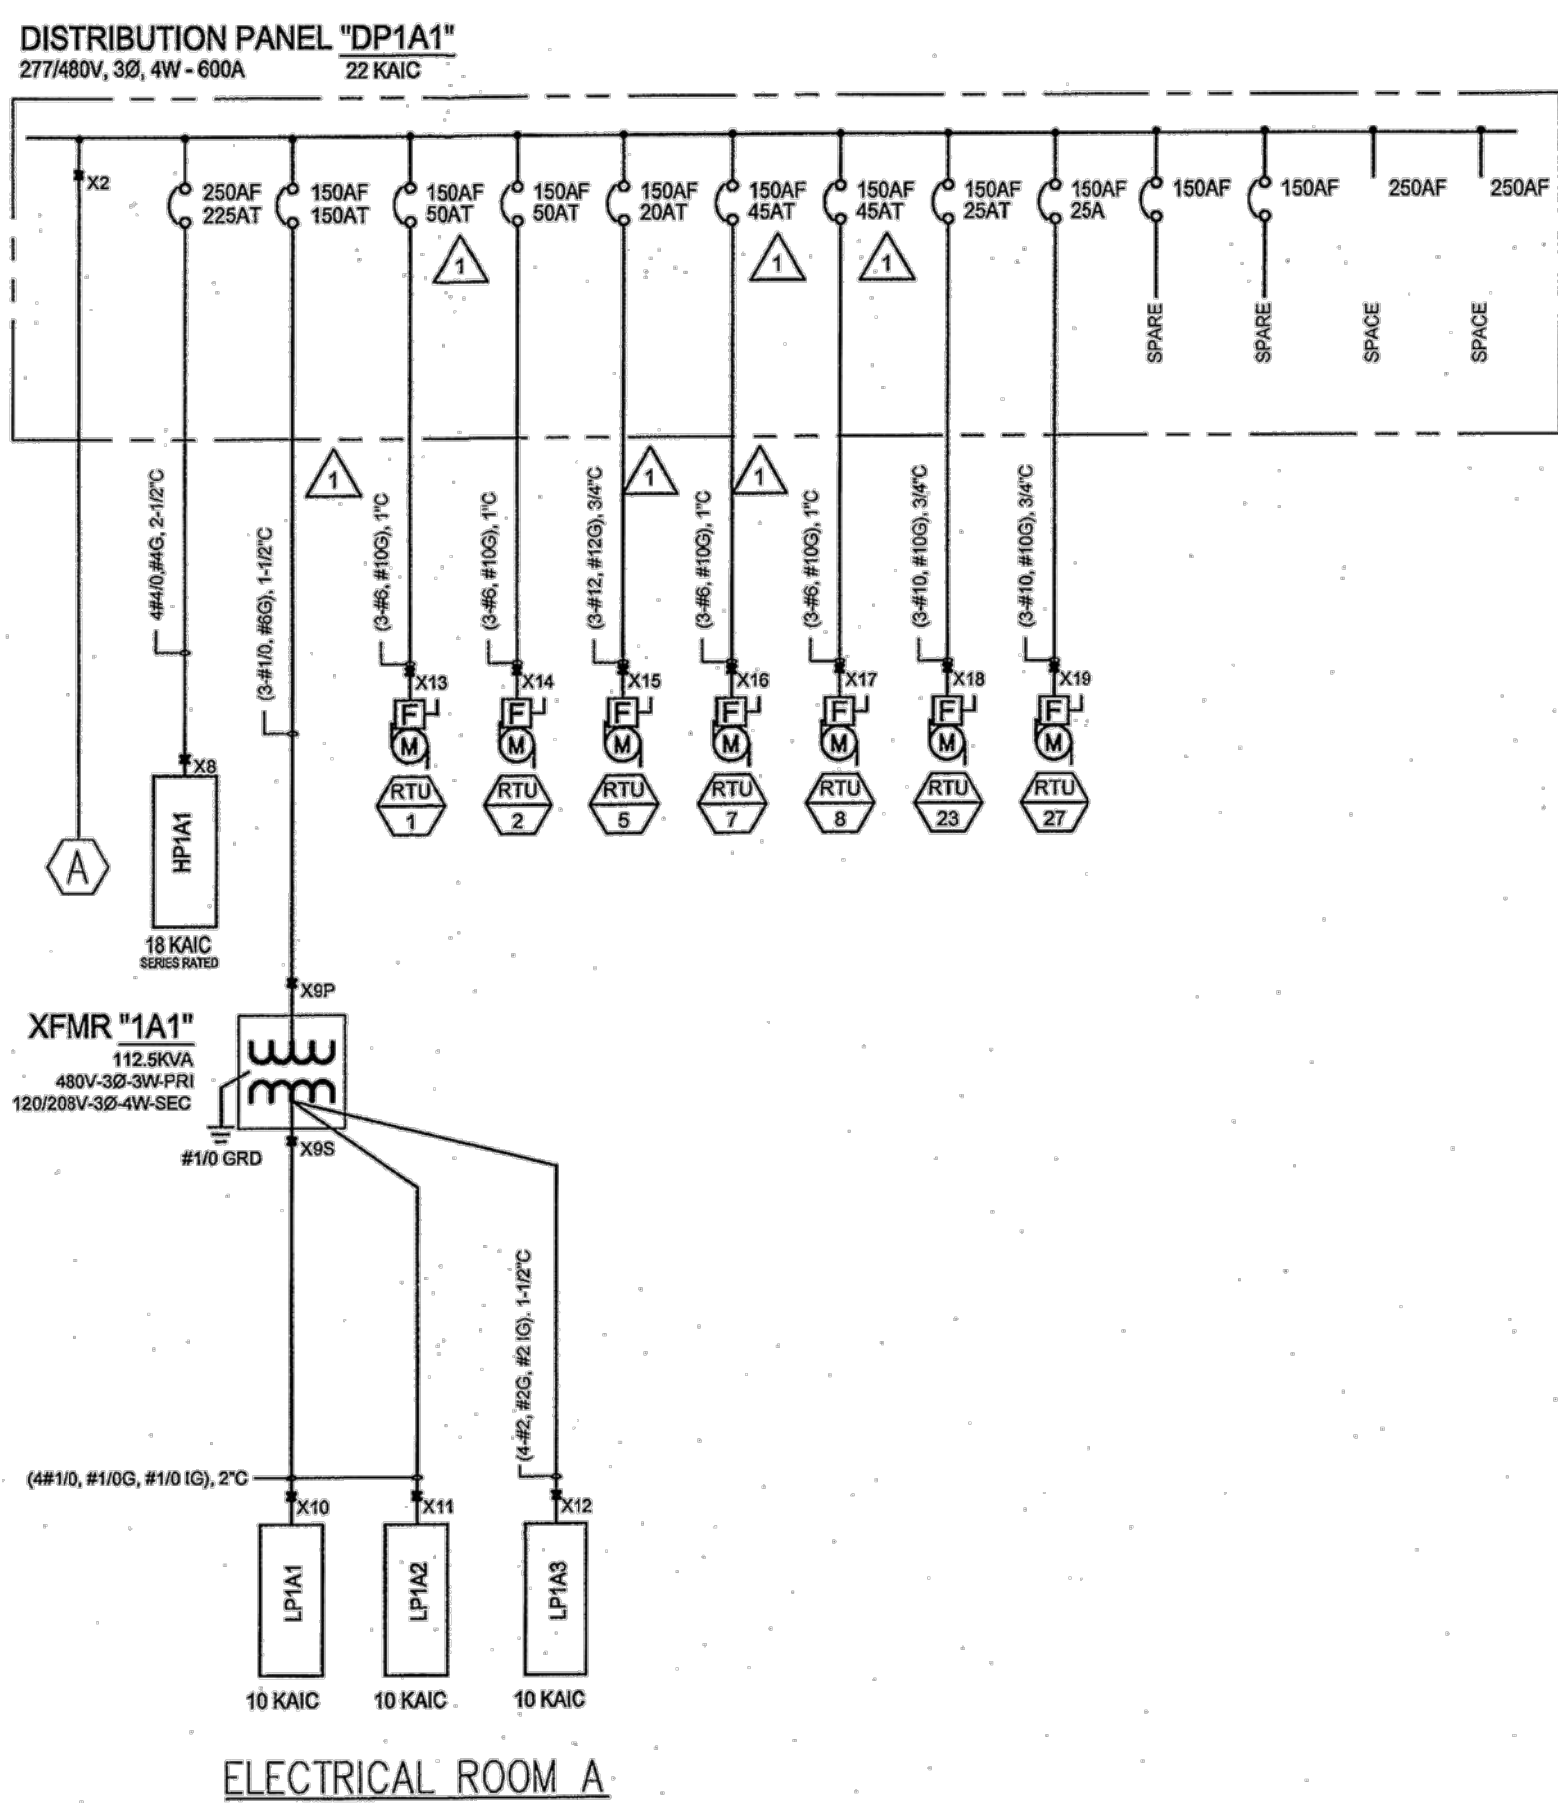 DISTRIBUTION PANEL "DP1A1"
277/480V, 3Ø, 4W - 600A
22 KAIC
X2
250AF
225AT
150AF
150AT
150AF
50AT
150AF
50AT
150AF
20AT
150AF
45AT
150AF
45AT
150AF
25AT
150AF
25A
150AF
150AF
250AF
250AF
1
1
1
SPARE
SPARE
SPACE
SPACE
1
1
1
4#4/0,#4G, 2-1/2"C
(3-#1/0, #6G), 1-1/2"C
(3-#6, #10G), 1"C
(3-#6, #10G), 1"C
(3-#12, #12G), 3/4"C
(3-#6, #10G), 1"C
(3-#6, #10G), 1"C
(3-#10, #10G), 3/4"C
(3-#10, #10G), 3/4"C
X13
X14
X15
X16
X17
X18
X19
F
F
F
F
F
F
F
M
M
M
M
M
M
M
X8
RTU
1
RTU
2
RTU
5
RTU
7
RTU
8
RTU
23
RTU
27
A
HP1A1
18 KAIC
SERIES RATED
X9P
XFMR "1A1"
112.5KVA
480V-3Ø-3W-PRI
120/208V-3Ø-4W-SEC
X9S
#1/0 GRD
(4-#2, #2G, #2 IG). 1-1/2"C
(4#1/0, #1/0G, #1/0 IG), 2"C
X10
X11
X12
LP1A1
LP1A2
LP1A3
10 KAIC
10 KAIC
10 KAIC
ELECTRICAL ROOM A